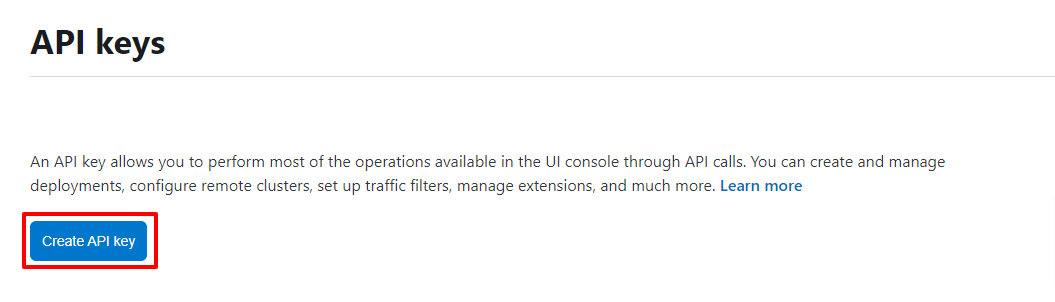 API keys
An API key allows you to perform most of the operations available in the UI console through API calls. You can create and manage
deployments, configure remote clusters, set up traffic filters, manage extensions, and much more. Learn more
Create API key